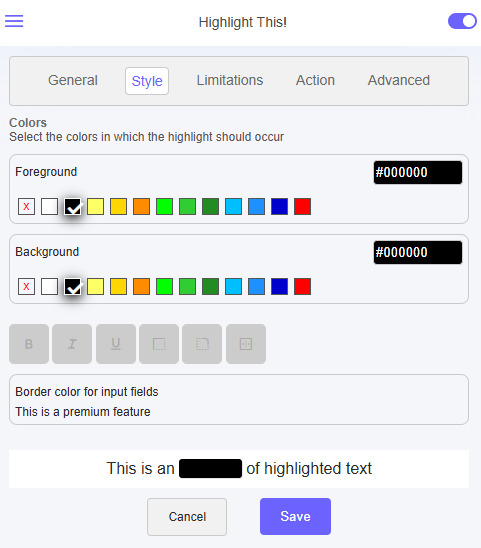 Highlight This!
General Style Limitations Action Advanced
Colors
Select the colors in which the highlight should occur
Foreground #000000
X
Background #000000
X
B I U
Border color for input fields
This is a premium feature
This is an of highlighted text
Cancel Save